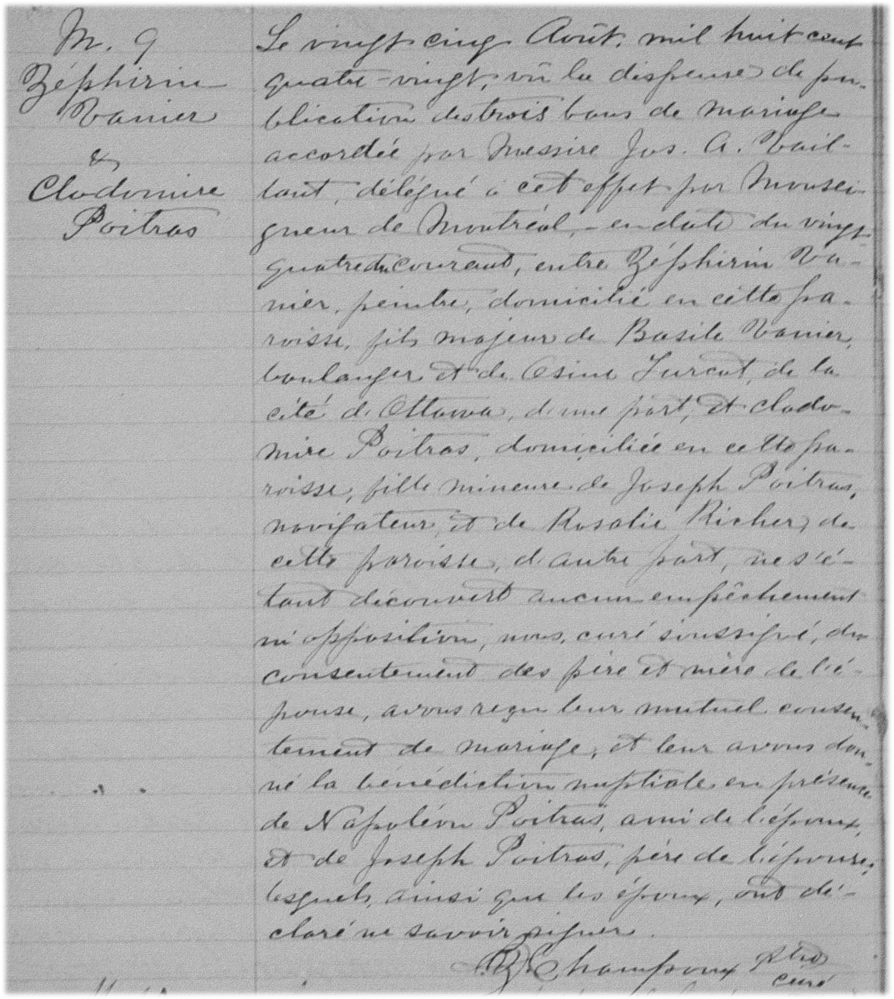 M. 9
Zéphirin
Vanier
&
Clodomire
Poitras
Le vingt cinq Août, mil huit cent
quatre-vingt, vû la dispense de pu-
blication des trois bans de mariage
accordée par Messire Jos. A. Vail-
lant, délégué à cet effet par Monsei-
gneur de Montréal, - en date du vingt-
quatre du courant, entre Zéphirin Va-
nier, peintre, domicilié en cette pa-
roisse, fils majeur de Basile Vanier,
boulanger et de Osine Turcot, de la
cité d'Ottawa, d'une part, et Clodo-
mire Poitras, domiciliée en cette pa-
roisse, fille mineure de Joseph Poitras,
navigateur, et de Rosalie Richer, de
cette paroisse, d'autre part, ne s'é-
tant découvert aucun empêchement
ni opposition, nous, curé soussigné, du
consentement des père et mère de l'é-
pouse, avons reçu leur mutuel consen-
tement de mariage, et leur avons don-
né la bénédiction nuptiale en présence
de Napoléon Poitras, ami de l'époux,
et de Joseph Poitras, père de l'épouse,
lesquels, ainsi que les époux, ont dé-
claré ne savoir signer.
Champoux Ptre
curé